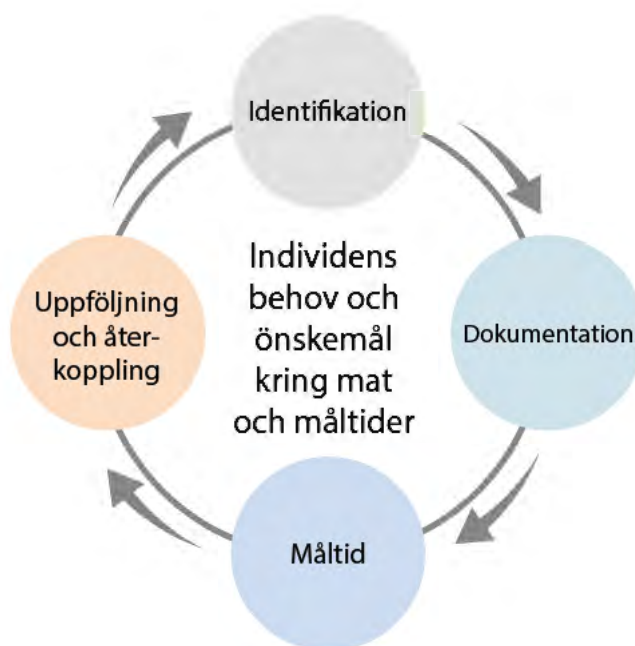 Identifikation
Individens
behov och
önskemål
kring mat
och måltider
Uppföljning
och åter-
koppling
Dokumentation
Måltid